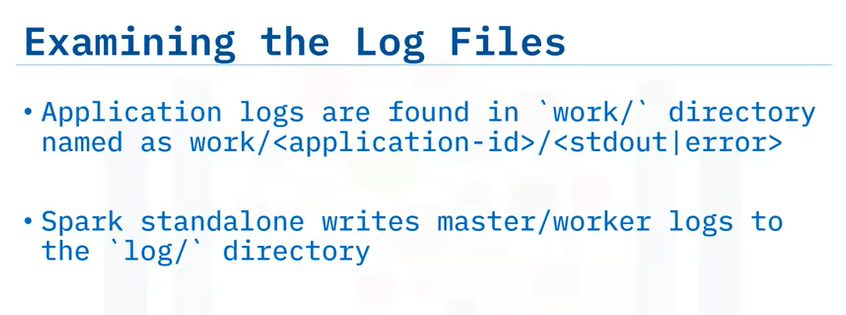 Examining the Log Files
• Application logs are found in `work/` directory
named as work/<application-id>/<stdout|error>
• Spark standalone writes master/worker logs to
the `log/` directory